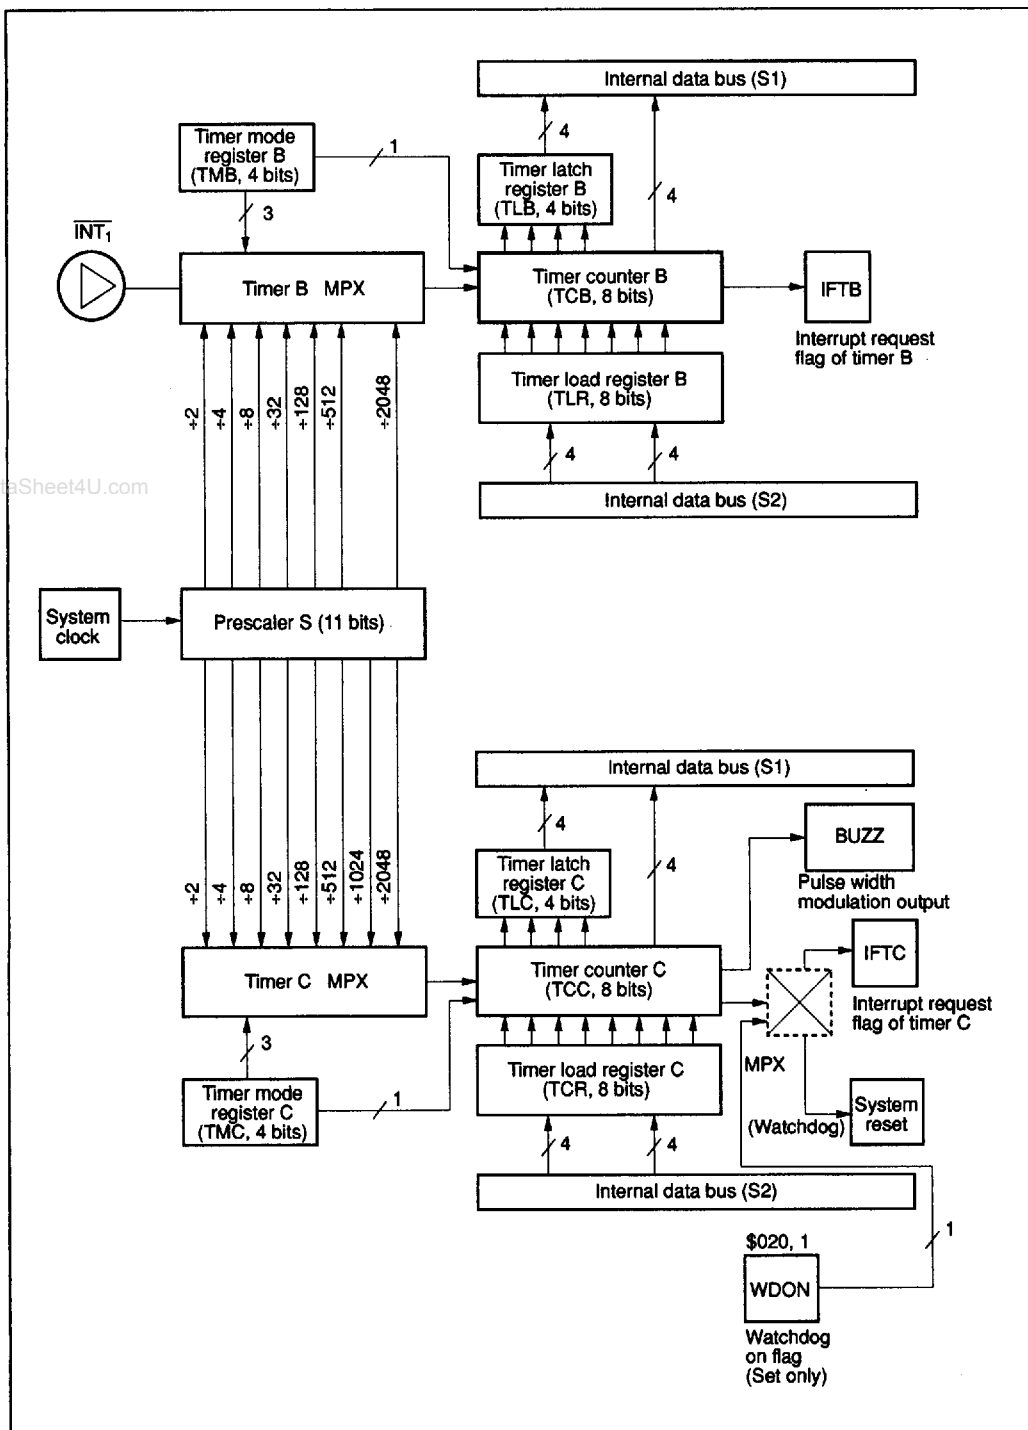 Internal data bus (S1)
4
Timer mode
register B
(TMB, 4 bits)
1
Timer latch
register B
(TLB, 4 bits)
4
3
INT1
Timer B MPX
Timer counter B
(TCB, 8 bits)
IFTB
Interrupt request
flag of timer B
Timer load register B
(TLR, 8 bits)
÷2
÷4
÷8
÷32
÷128
÷512
÷2048
4
4
taSheet4U.com
Internal data bus (S2)
System
clock
Prescaler S (11 bits)
Internal data bus (S1)
4
BUZZ
Pulse width
modulation output
÷2
÷4
÷8
÷32
÷128
÷512
÷1024
÷2048
Timer latch
register C
(TLC, 4 bits)
4
Timer C MPX
Timer counter C
(TCC, 8 bits)
IFTC
Interrupt request
flag of timer C
3
MPX
Timer load register C
(TCR, 8 bits)
Timer mode
register C
(TMC, 4 bits)
1
System
reset
(Watchdog)
4
4
Internal data bus (S2)
1
$020, 1
WDON
Watchdog
on flag
(Set only)